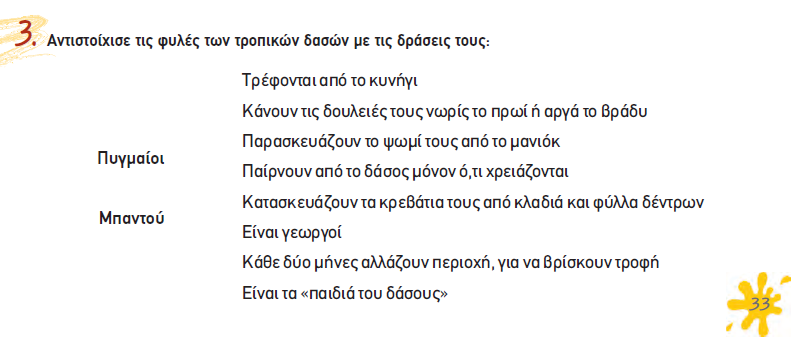 3. Αντιστοίχισε τις φυλές των τροπικών δασών με τις δράσεις τους:
Τρέφονται από το κυνήγι
Κάνουν τις δουλειές τους νωρίς το πρωί ή αργά το βράδυ
Παρασκευάζουν το ψωμί τους από το μανιόκ
Πυγμαίοι
Παίρνουν από το δάσος μόνον ό,τι χρειάζονται
Κατασκευάζουν τα κρεβάτια τους από κλαδιά και φύλλα δέντρων
Μπαντού
Είναι γεωργοί
Κάθε δύο μήνες αλλάζουν περιοχή, για να βρίσκουν τροφή
Είναι τα «παιδιά του δάσους»
33